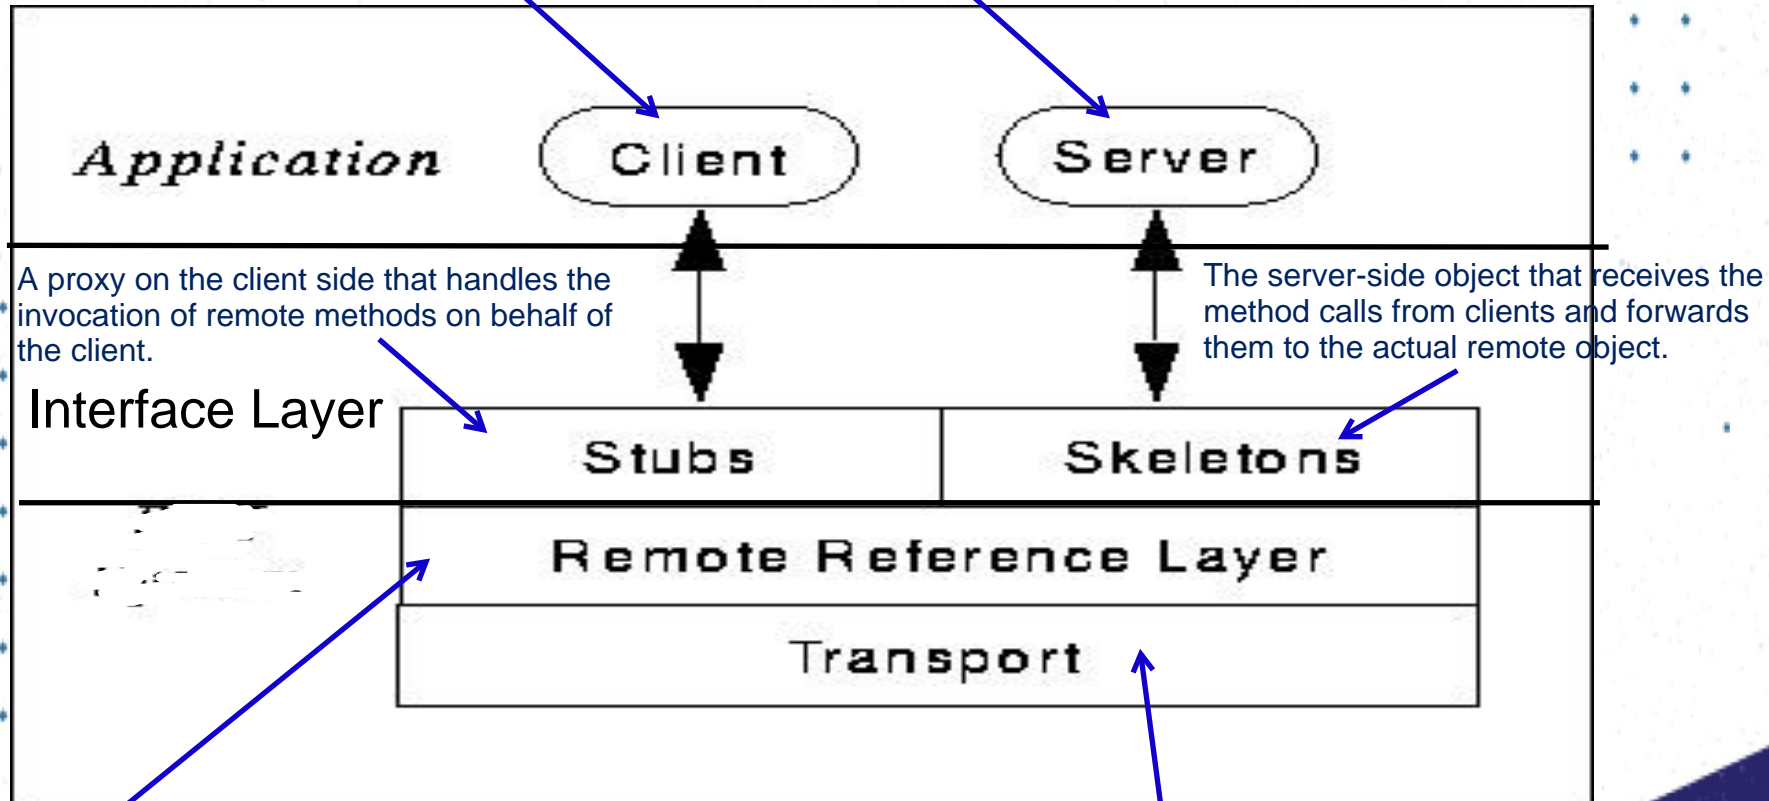 Application
Client
Server
A proxy on the client side that handles the
invocation of remote methods on behalf of
the client.
The server-side object that receives the
method calls from clients and forwards
them to the actual remote object.
Interface Layer
Stubs
Skeletons
Remote Reference Layer
Transport